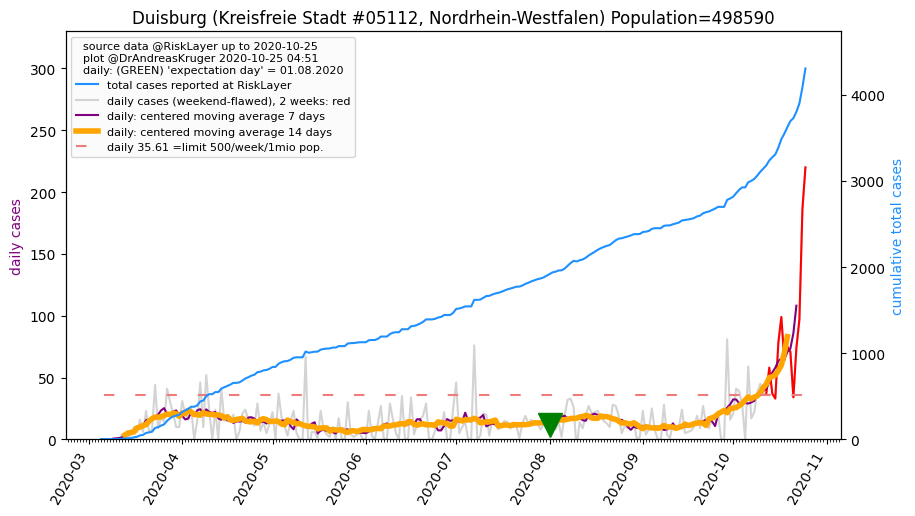 Duisburg (Kreisfreie Stadt #05112, Nordrhein-Westfalen) Population=498590
source data @RiskLayer up to 2020-10-25
plot @DrAndreasKruger 2020-10-25 04:51
daily: (GREEN) 'expectation day' = 01.08.2020
total cases reported at RiskLayer
daily cases (weekend-flawed), 2 weeks: red
daily: centered moving average 7 days
daily: centered moving average 14 days
daily 35.61 =limit 500/week/1mio pop.
daily cases
300
250
200
150
100
50
0
cumulative total cases
4000
3000
2000
1000
0
2020-03
2020-04
2020-05
2020-06
2020-07
2020-08
2020-09
2020-10
2020-11